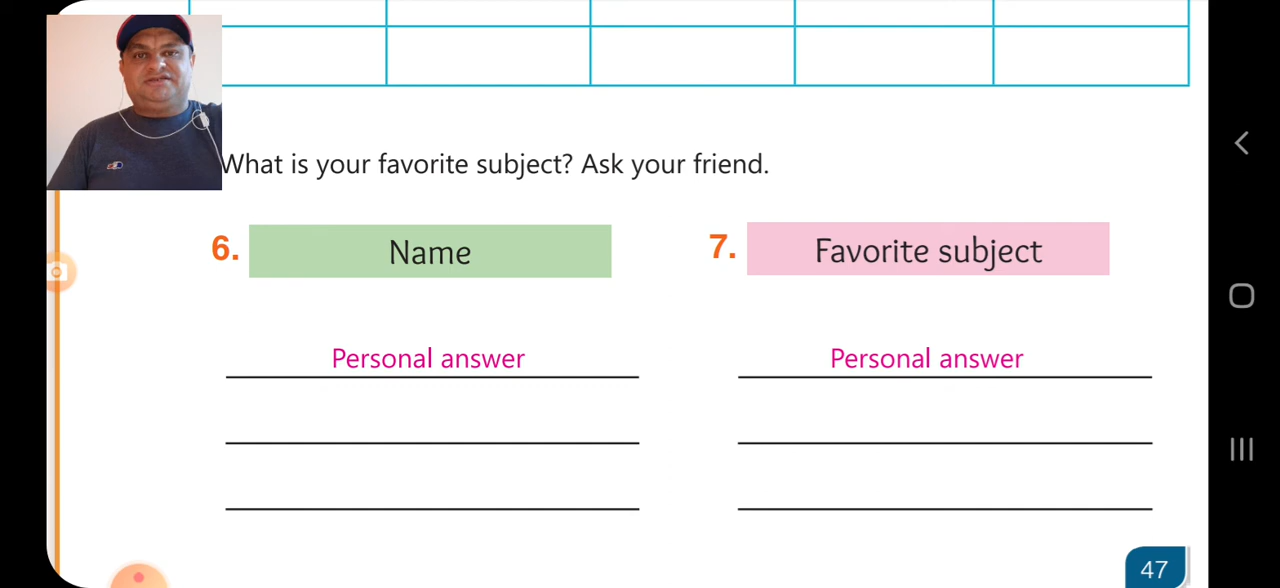 What is your favorite subject? Ask your friend.
6. Name
7. Favorite subject
Personal answer
Personal answer
47